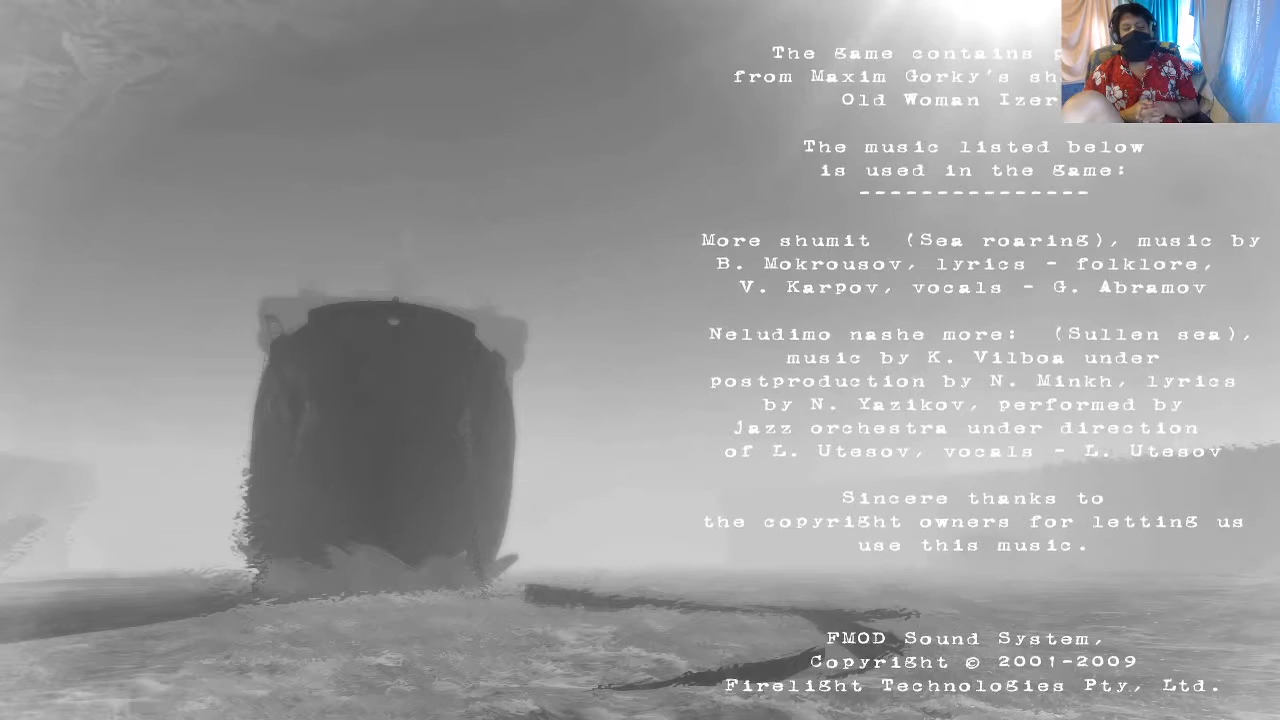 The game contains
from Maxim Gorky's
Old Woman
The music listed below
is used in the game:
---------------
More shumit (Sea roaring), music by
B. Mokrousov, lyrics - folklore,
V. Karpov, vocals - G. Abramov
Neludimo nashe more: (Sullen sea),
music by K. Vilboa under
postproduction by N. Minkh, lyrics
by N. Yazikov, performed by
Jazz orchestra under direction
of L. Utesov, vocals - L. Utesov
Sincere thanks to
the copyright owners for letting us
use this music.
FMOD Sound System,
Copyright © 2001-2009
Firelight Technologies Pty, Ltd.